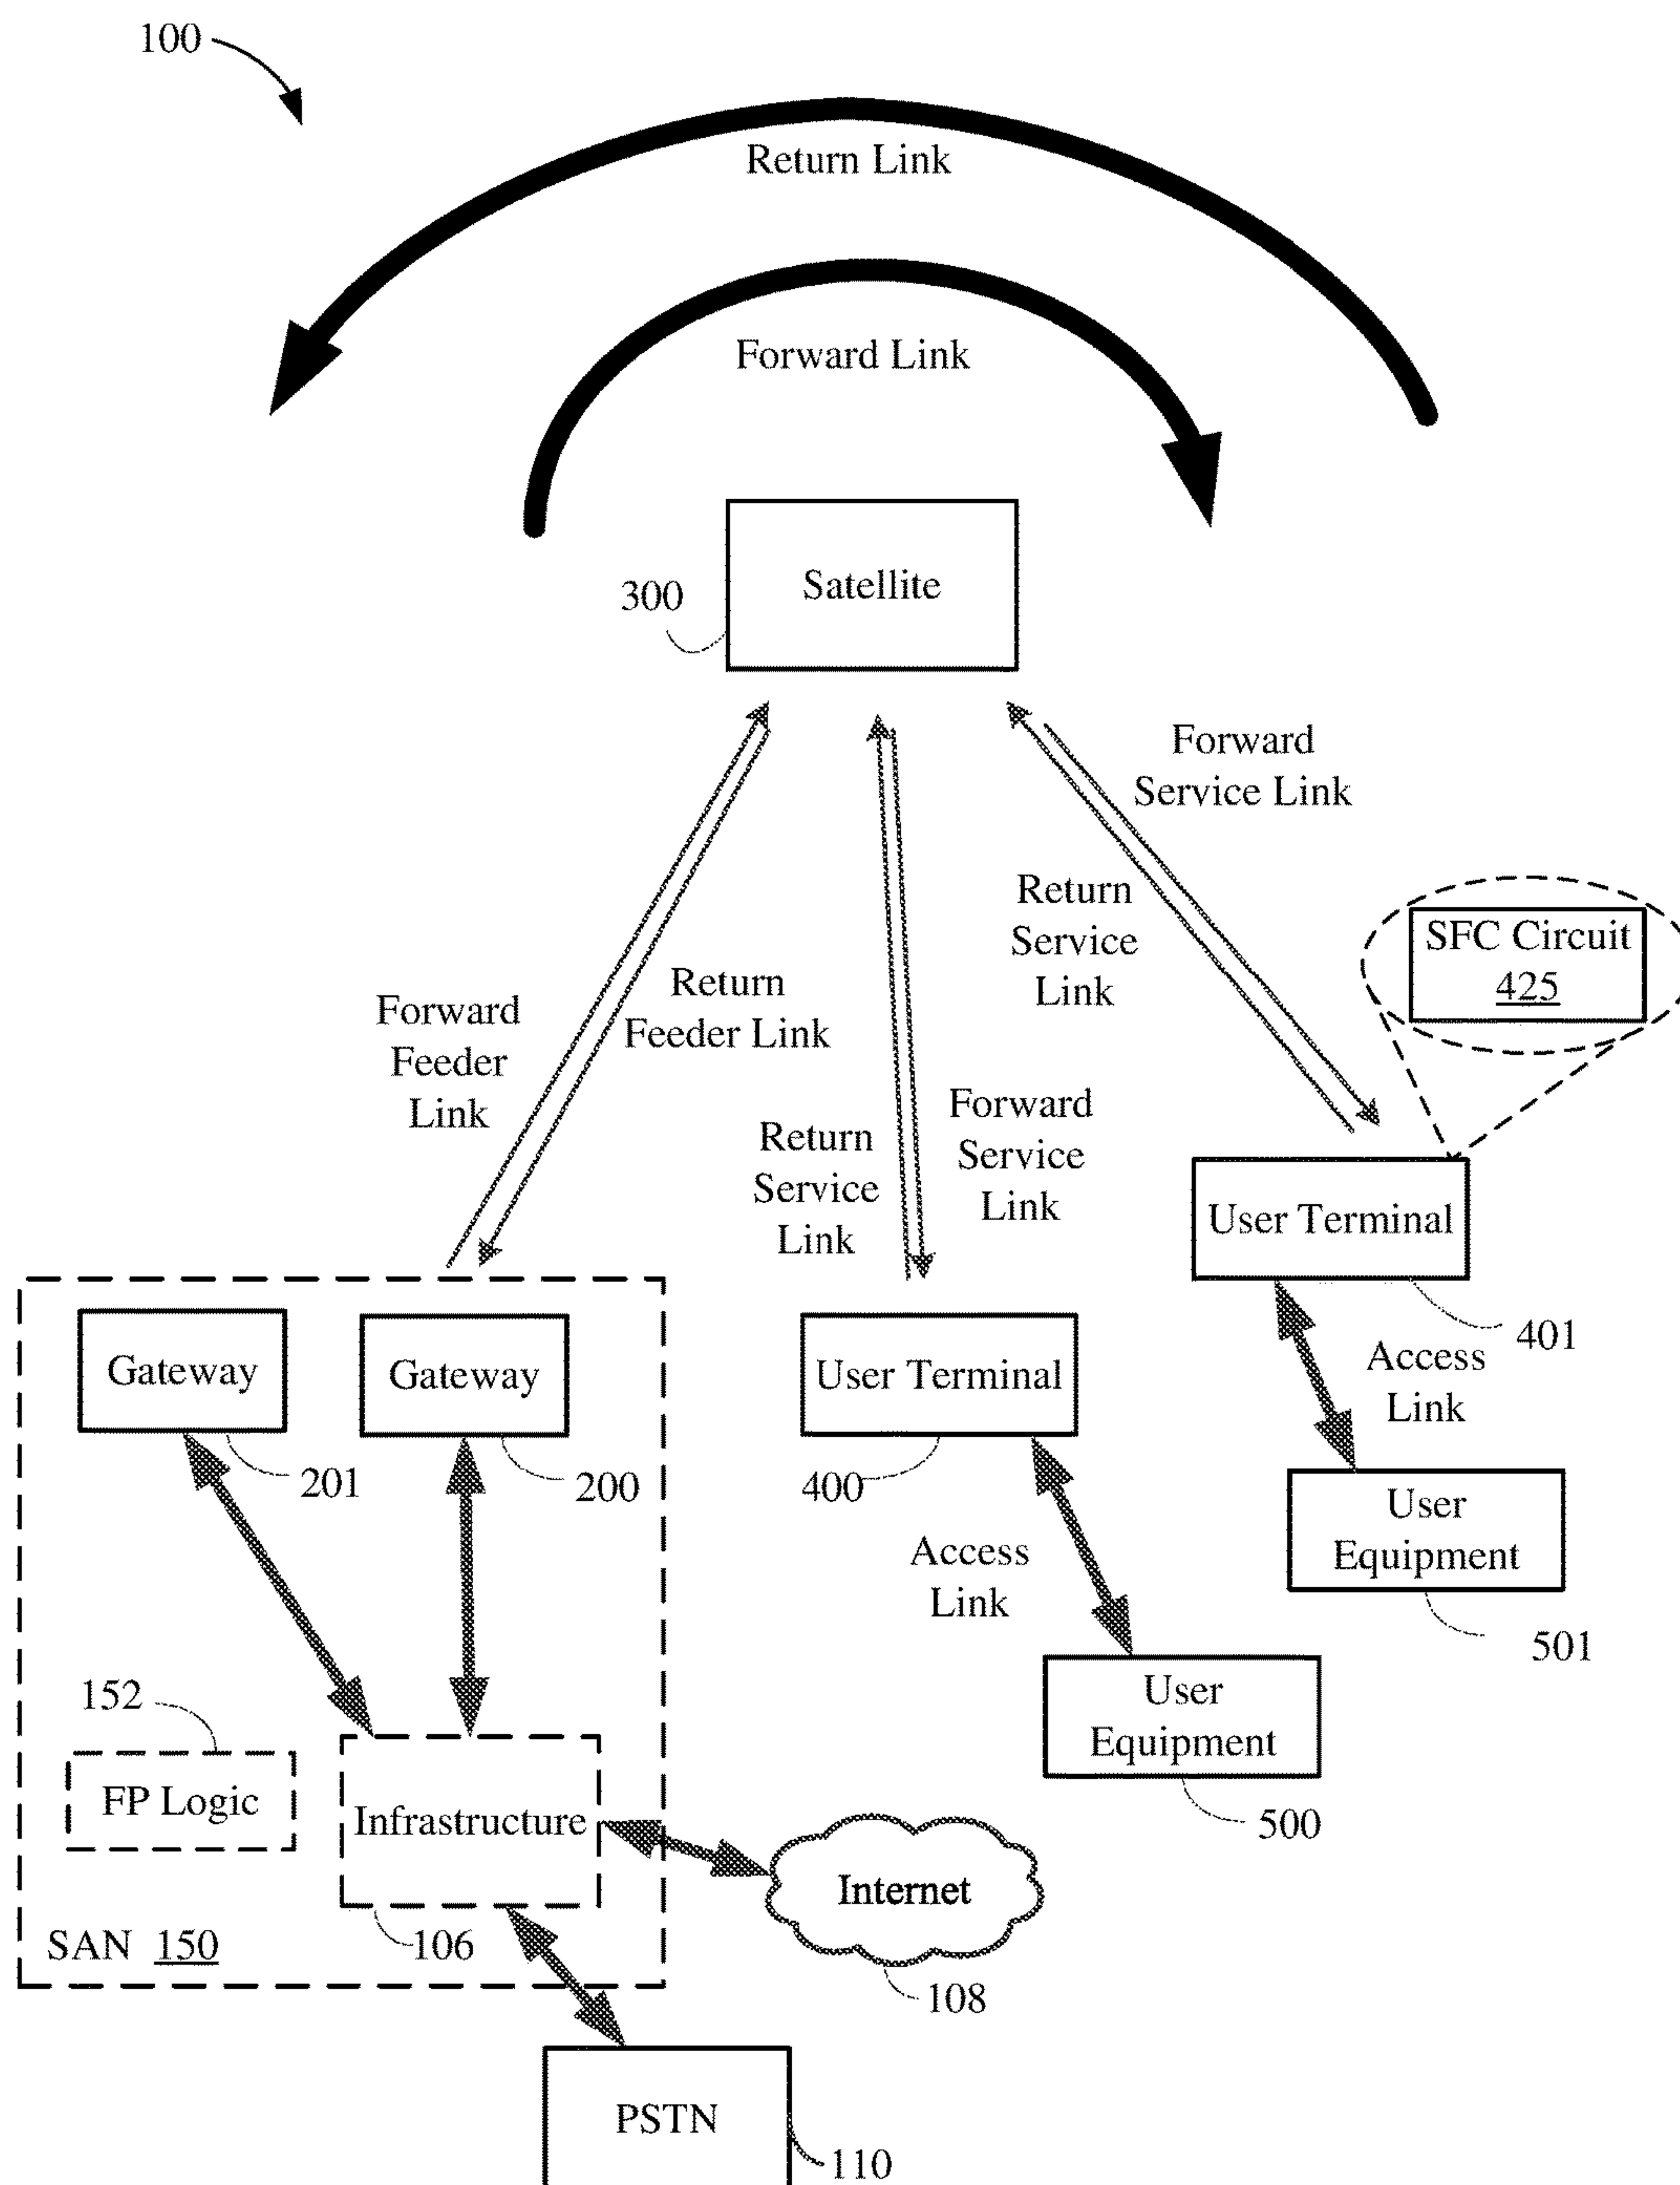 100
Return Link
Forward Link
Satellite
300
Forward
Service Link
Return
Service
Link
SFC Circuit
425
Forward
Feeder
Link
Return
Feeder Link
Return
Service
Link
Forward
Service
Link
User Terminal
401
Gateway
201
Gateway
200
User Terminal
400
Access
Link
User
Equipment
501
Access
Link
User
Equipment
500
152
FP Logic
Infrastructure
106
SAN 150
Internet
108
PSTN
110